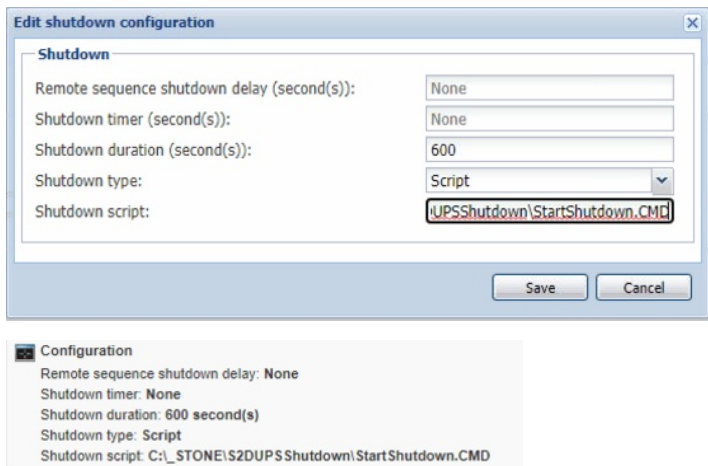 Edit shutdown configuration
Shutdown
Remote sequence shutdown delay (second(s)): None
Shutdown timer (second(s)): None
Shutdown duration (second(s)): 600
Shutdown type: Script
Shutdown script: UPSShutdown\StartShutdown.CMD
Save Cancel
Configuration
Remote sequence shutdown delay: None
Shutdown timer: None
Shutdown duration: 600 second(s)
Shutdown type: Script
Shutdown script: C:\_STONE\S2DUPSShutdown\StartShutdown.CMD